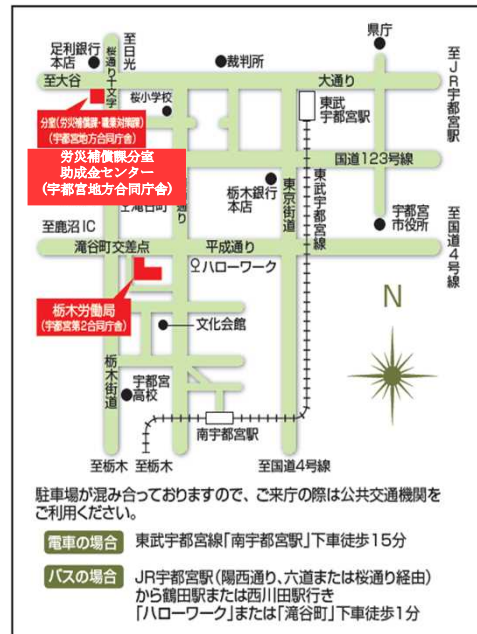 県庁
足利銀行
本店
至日光
桜通り十文字
裁判所
至JR宇都宮駅
至大谷
大通り
桜小学校
東武
宇都宮駅
分室(労災補償課・職業対策課)
(宇都宮地方合同庁舎)
労災補償課分室
助成金センター
(宇都宮地方合同庁舎)
国道123号線
栃木銀行
本店
東京街道
東武宇都宮線
滝谷町
り
宇都宮
市役所
至鹿沼IC
至国道4号線
滝谷町交差点
平成通り
ハローワーク
栃木労働局
(宇都宮第2合同庁舎)
N
文化会館
栃木街道
宇都宮
高校
南宇都宮駅
至栃木
至栃木
至国道4号線
駐車場が混み合っておりますので、ご来庁の際は公共交通機関を
ご利用ください。
電車の場合 東武宇都宮線「南宇都宮駅」下車徒歩15分
バスの場合 JR宇都宮駅(陽西通り、六道または桜通り経由)
から鶴田駅または西川田駅行き
「ハローワーク」または「滝谷町」下車徒歩1分